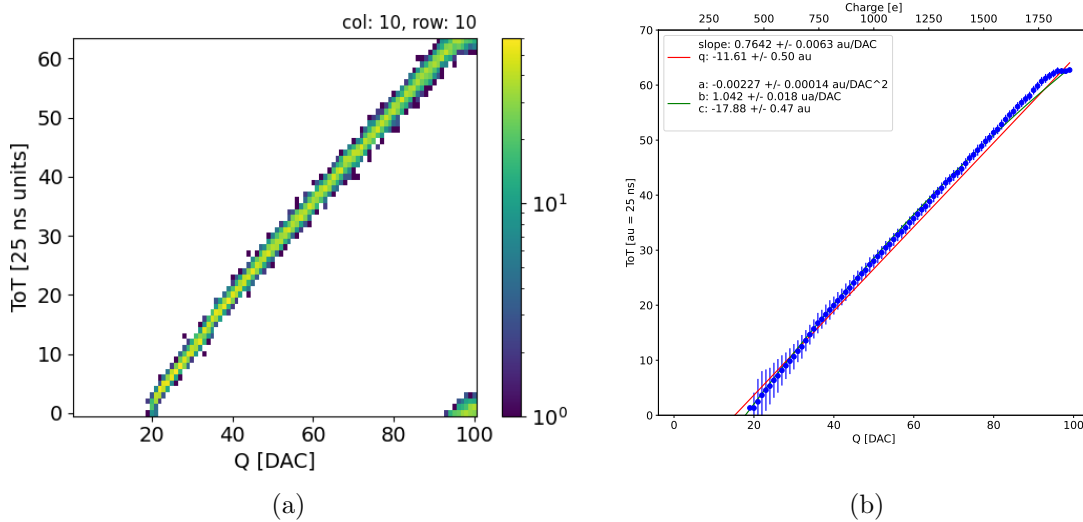 col: 10, row: 10
60
50
40
30
20
10
0
ToT [25 ns units]
20 40 60 80 100
Q [DAC]
10^1
10^0
(a)
Charge [e]
250 500 750 1000 1250 1500 1750
slope: 0.7642 +/- 0.0063 au/DAC
q: -11.61 +/- 0.50 au
a: -0.00227 +/- 0.00014 au/DAC^2
b: 1.042 +/- 0.018 ua/DAC
c: -17.88 +/- 0.47 au
70
60
50
40
30
20
10
0
ToT [au = 25 ns]
0 20 40 60 80 100
Q [DAC]
(b)